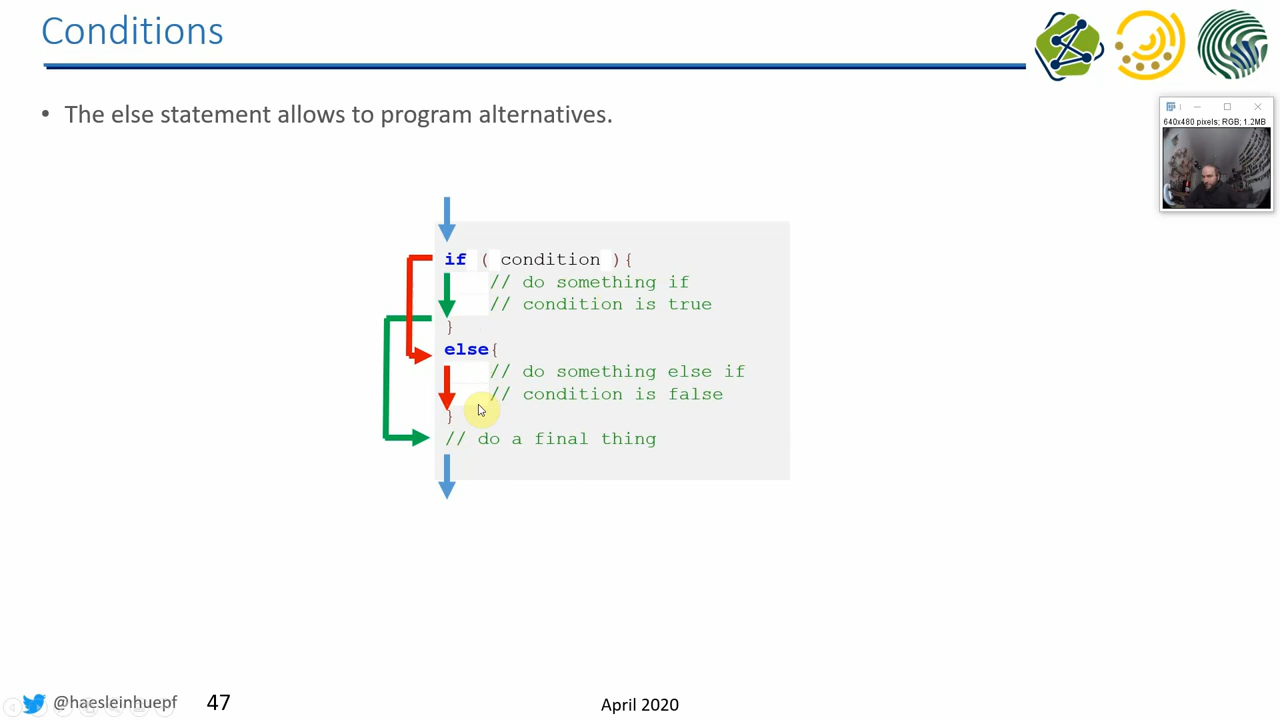 Conditions
• The else statement allows to program alternatives.
640x480 pixels; RGB; 1.2MB
if ( condition ){
// do something if
// condition is true
}
else{
// do something else if
// condition is false
}
// do a final thing
@haesleinhuepf 47 April 2020